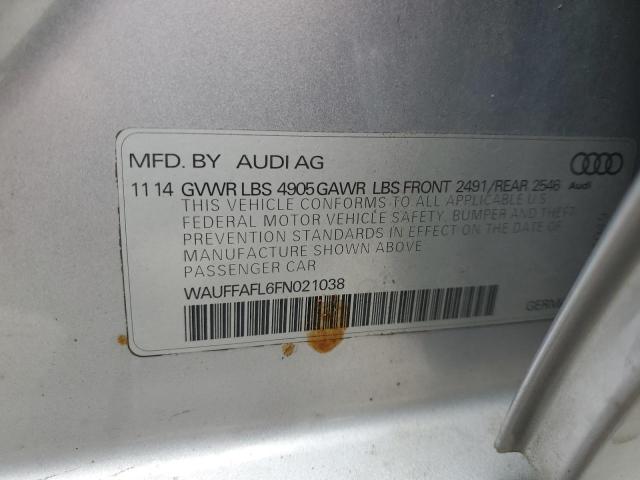 MFD. BY AUDI AG
11 14 GVWR LBS 4905 GAWR LBS FRONT 2491/REAR 2546 Audi
THIS VEHICLE CONFORMS TO ALL APPLICABLE U.S
FEDERAL MOTOR VEHICLE SAFETY, BUMPER AND THEFT
PREVENTION STANDARDS IN EFFECT ON THE DATE OF
MANUFACTURE SHOWN ABOVE
PASSENGER CAR
WAUFFAFL6FN021038